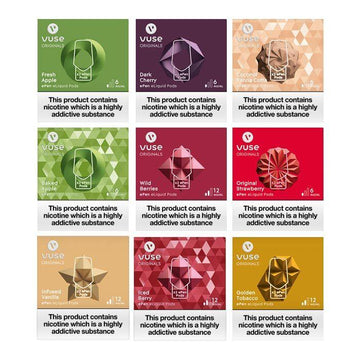 VUSE
ORIGINALS
Fresh
Apple
6
ePen eLiquid Pods
This product contains
nicotine which is a highly
addictive substance
VUSE
ORIGINALS
Dark
Cherry
6
ePen eLiquid Pods
This product contains
nicotine which is a highly
addictive substance
VUSE
ORIGINALS
This product contains
nicotine which is a highly
addictive substance
VUSE
ORIGINALS
Baked
Apple
12
ePen eLiquid Pods
This product contains
nicotine which is a highly
addictive substance
VUSE
ORIGINALS
Wild
Berries
12
ePen eLiquid Pods
This product contains
nicotine which is a highly
addictive substance
VUSE
ORIGINALS
Original
Strawberry
6
ePen eLiquid Pods
This product contains
nicotine which is a highly
addictive substance
VUSE
ORIGINALS
Infused
Vanilla
12
ePen eLiquid Pods
This product contains
nicotine which is a highly
addictive substance
VUSE
ORIGINALS
Iced
Berry
12
ePen eLiquid Pods
This product contains
nicotine which is a highly
addictive substance
VUSE
ORIGINALS
Golden
Tobacco
12
ePen eLiquid Pods
This product contains
nicotine which is a highly
addictive substance